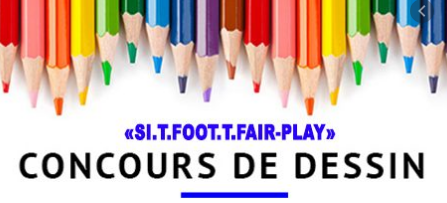 «SI.T.FOOT.T.FAIR-PLAY»
CONCOURS DE DESSIN